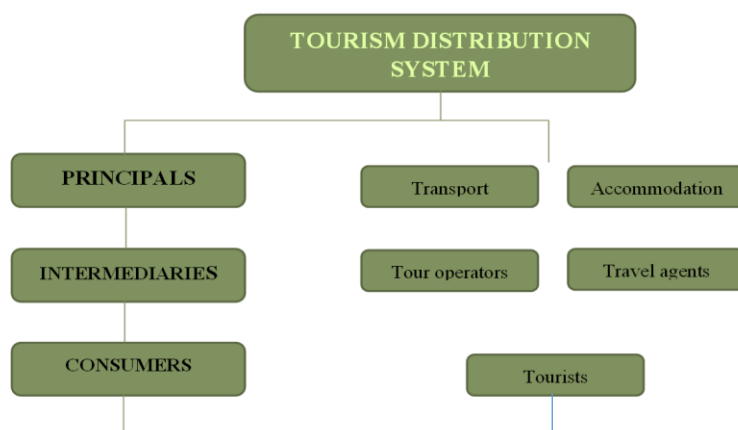 TOURISM DISTRIBUTION
SYSTEM
PRINCIPALS
Transport
Accommodation
INTERMEDIARIES
Tour operators
Travel agents
CONSUMERS
Tourists